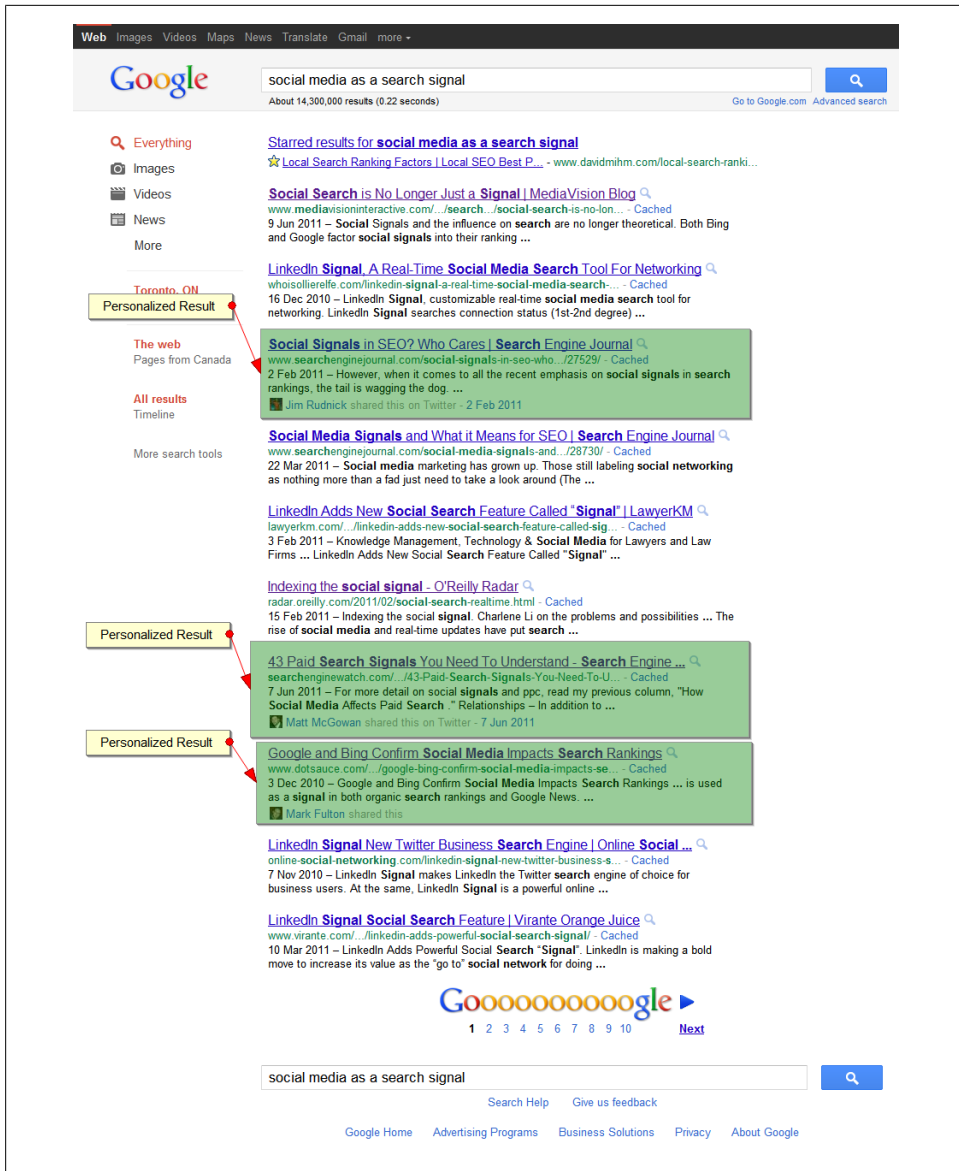 Web Images Videos Maps News Translate Gmail more
Google
social media as a search signal
About 14,300,000 results (0.22 seconds)
Go to Google.com Advanced search
Everything
Images
Videos
News
More
Toronto, ON
Personalized Result
The web
Pages from Canada
All results
Timeline
More search tools
Starred results for social media as a search signal
Local Search Ranking Factors | Local SEO Best P... - www.davidmihm.com/local-search-ranki...
Social Search is No Longer Just a Signal | MediaVision Blog
www.mediavisioninteractive.com/.../search.../social-search-is-no-lon... - Cached
9 Jun 2011 – Social Signals and the influence on search are no longer theoretical. Both Bing
and Google factor social signals into their ranking ...
LinkedIn Signal, A Real-Time Social Media Search Tool For Networking
whoisollierelfe.com/linkedin-signal-a-real-time-social-media-search-... - Cached
16 Dec 2010 – LinkedIn Signal, customizable real-time social media search tool for
networking. LinkedIn Signal searches connection status (1st-2nd degree) ...
Social Signals in SEO? Who Cares | Search Engine Journal
www.searchenginejournal.com/social-signals-in-seo-who.../27529/ - Cached
2 Feb 2011 – However, when it comes to all the recent emphasis on social signals in search
rankings, the tail is wagging the dog. ...
Jim Rudnick shared this on Twitter - 2 Feb 2011
Social Media Signals and What it Means for SEO | Search Engine Journal
www.searchenginejournal.com/social-media-signals-and.../28730/ - Cached
22 Mar 2011 – Social media marketing has grown up. Those still labeling social networking
as nothing more than a fad just need to take a look around (The ...
LinkedIn Adds New Social Search Feature Called "Signal" | LawyerKM
lawyerkm.com/.../linkedin-adds-new-social-search-feature-called-sig... - Cached
3 Feb 2011 – Knowledge Management, Technology & Social Media for Lawyers and Law
Firms ... LinkedIn Adds New Social Search Feature Called "Signal" ...
Indexing the social signal - O'Reilly Radar
radar.oreilly.com/2011/02/social-search-realtime.html - Cached
15 Feb 2011 – Indexing the social signal. Charlene Li on the problems and possibilities ... The
rise of social media and real-time updates have put search ...
Personalized Result
43 Paid Search Signals You Need To Understand - Search Engine ...
searchenginewatch.com/.../43-Paid-Search-Signals-You-Need-To-U... - Cached
7 Jun 2011 – For more detail on social signals and ppc, read my previous column, "How
Social Media Affects Paid Search ." Relationships – In addition to ...
Matt McGowan shared this on Twitter - 7 Jun 2011
Personalized Result
Google and Bing Confirm Social Media Impacts Search Rankings
www.dotsauce.com/.../google-bing-confirm-social-media-impacts-se... - Cached
3 Dec 2010 – Google and Bing Confirm Social Media Impacts Search Rankings ... is used
as a signal in both organic search rankings and Google News. ...
Mark Fulton shared this
LinkedIn Signal New Twitter Business Search Engine | Online Social ...
online-social-networking.com/linkedin-signal-new-twitter-business-s... - Cached
7 Nov 2010 – LinkedIn Signal makes LinkedIn the Twitter search engine of choice for
business users. At the same, LinkedIn Signal is a powerful online ...
LinkedIn Signal Social Search Feature | Virante Orange Juice
www.virante.com/.../linkedin-adds-powerful-social-search-signal/ - Cached
10 Mar 2011 – LinkedIn Adds Powerful Social Search "Signal". LinkedIn is making a bold
move to increase its value as the "go to" social network for doing ...
Goooooooooogle
1 2 3 4 5 6 7 8 9 10 Next
social media as a search signal
Search Help Give us feedback
Google Home Advertising Programs Business Solutions Privacy About Google